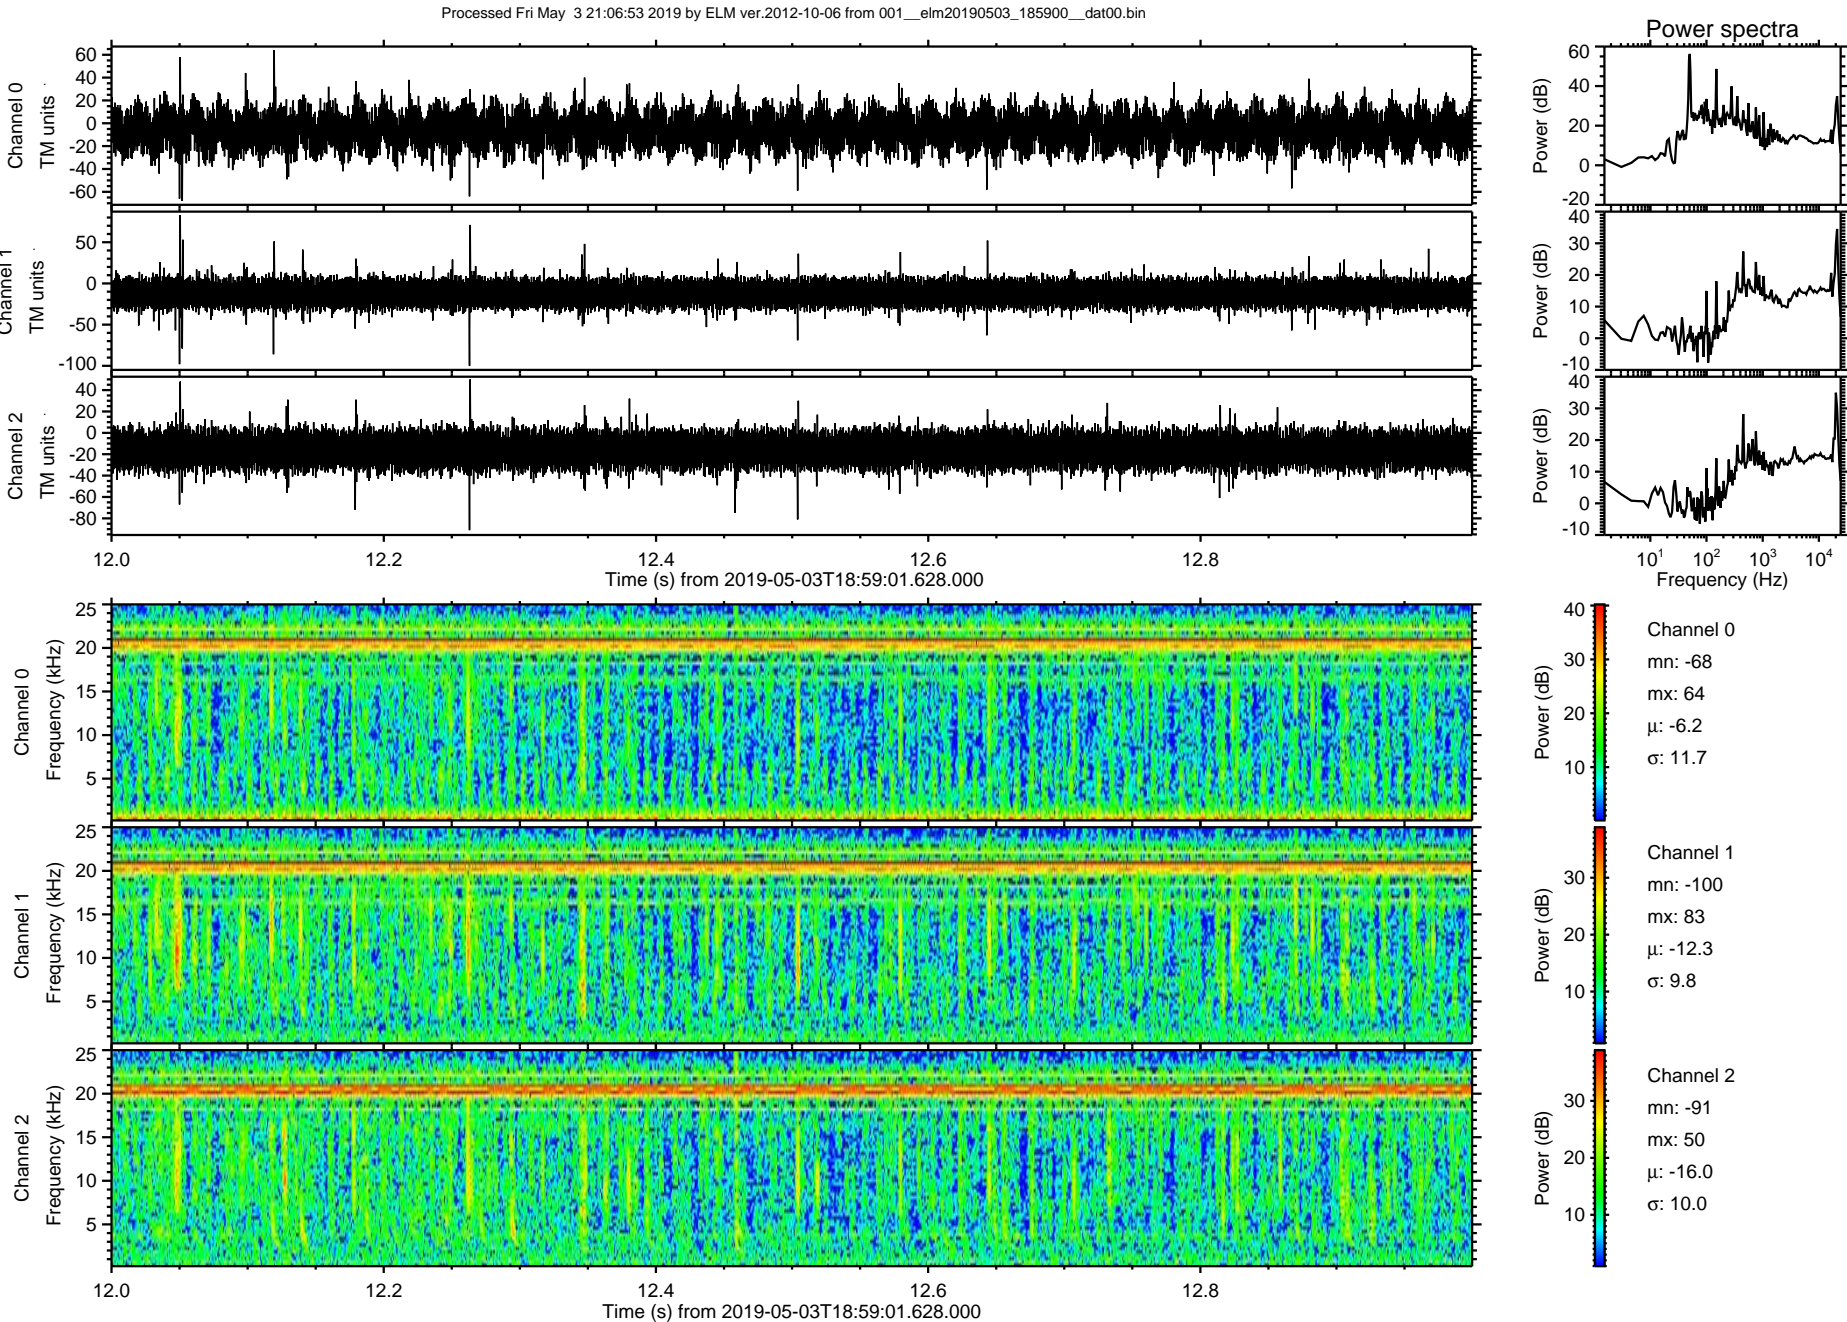 Processed Fri May  3 21:06:53 2019 by ELM ver.2012-10-06 from 001__elm20190503_185900__dat00.bin
Power spectra
Channel 0
TM units
60
40
20
0
-20
-40
-60
Power (dB)
60
40
20
0
-20
Channel 1
TM units
50
0
-50
-100
Power (dB)
40
30
20
10
0
-10
Channel 2
TM units
40
20
0
-20
-40
-60
-80
Power (dB)
40
30
20
10
0
-10
12.0 12.2 12.4 12.6 12.8
Time (s) from 2019-05-03T18:59:01.628.000
10¹ 10² 10³ 10⁴
Frequency (Hz)
Channel 0
Frequency (kHz)
25
20
15
10
5
Power (dB)
40
30
20
10
Channel 0
mn: -68
mx: 64
μ: -6.2
σ: 11.7
Channel 1
Frequency (kHz)
25
20
15
10
5
Power (dB)
30
20
10
Channel 1
mn: -100
mx: 83
μ: -12.3
σ: 9.8
Channel 2
Frequency (kHz)
25
20
15
10
5
Power (dB)
30
20
10
Channel 2
mn: -91
mx: 50
μ: -16.0
σ: 10.0
12.0 12.2 12.4 12.6 12.8
Time (s) from 2019-05-03T18:59:01.628.000